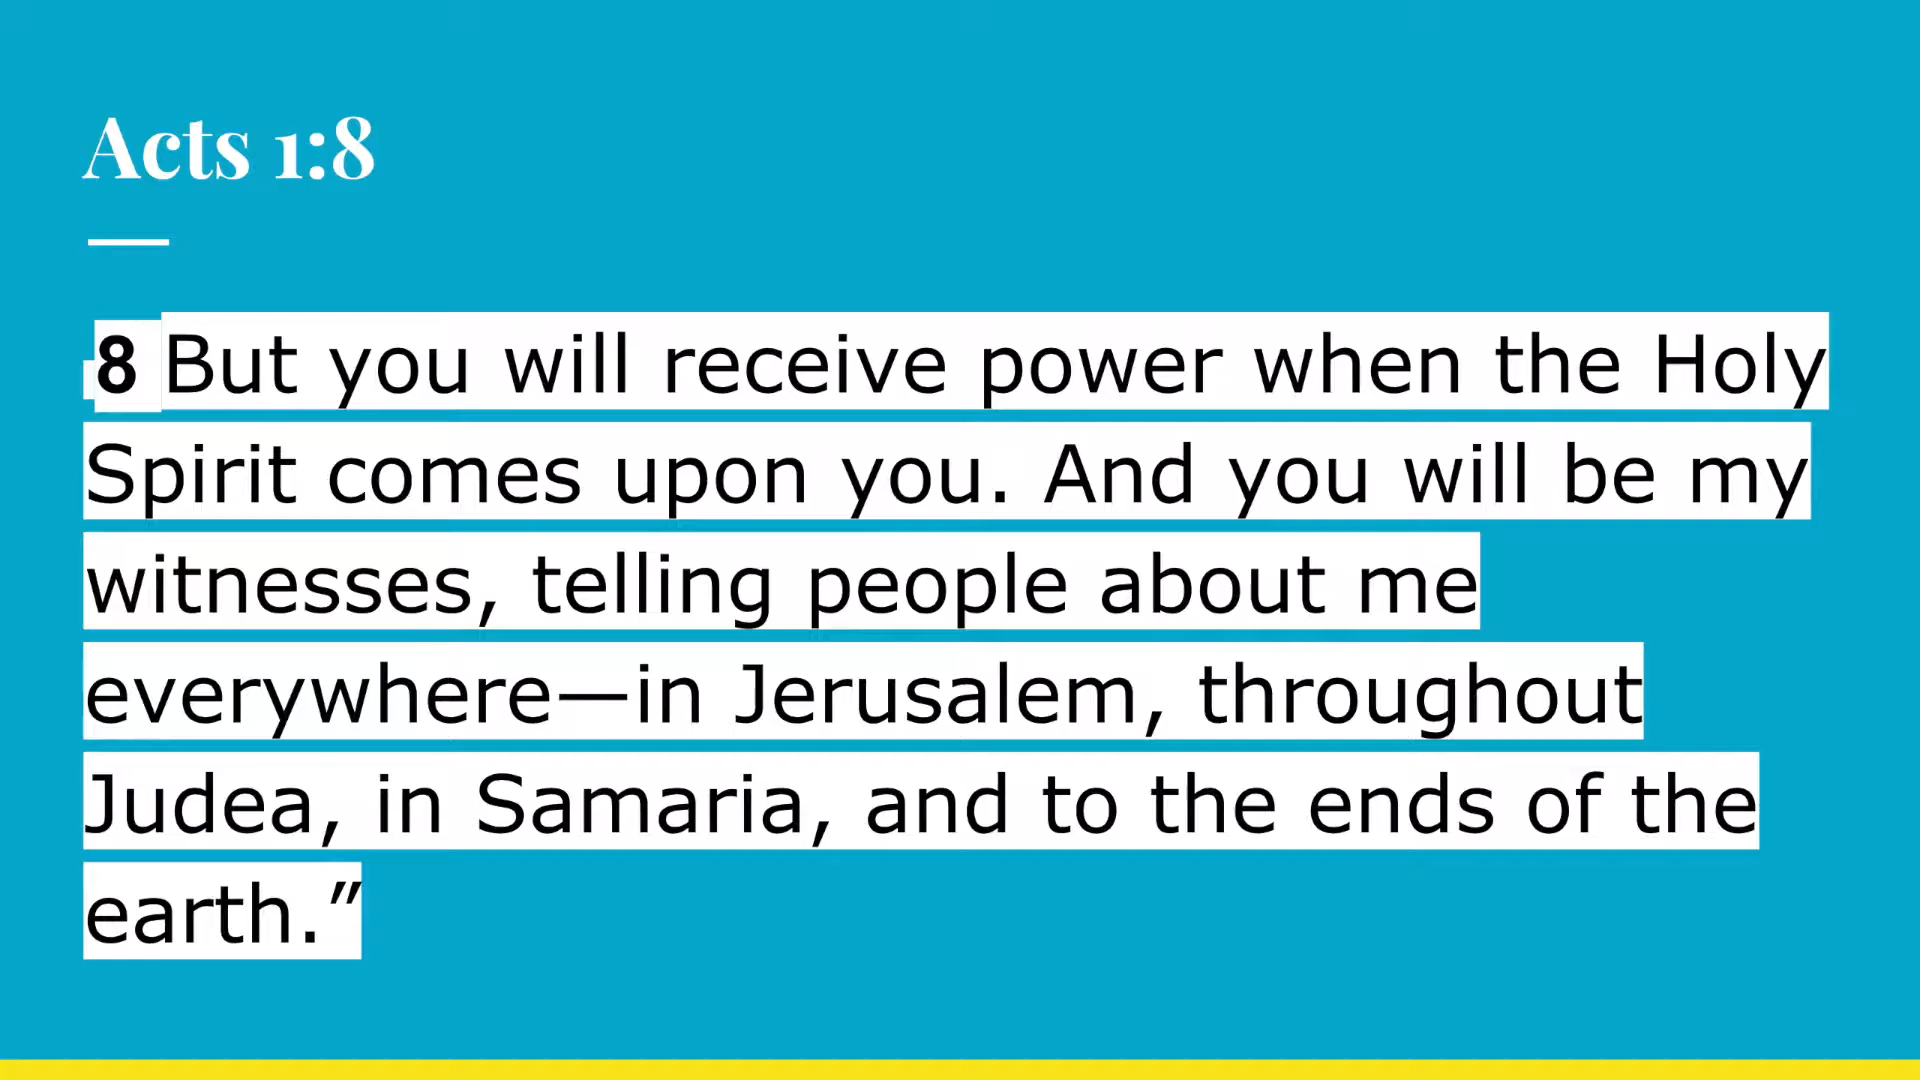 Acts 1:8
8 But you will receive power when the Holy
Spirit comes upon you. And you will be my
witnesses, telling people about me
everywhere—in Jerusalem, throughout
Judea, in Samaria, and to the ends of the
earth.”